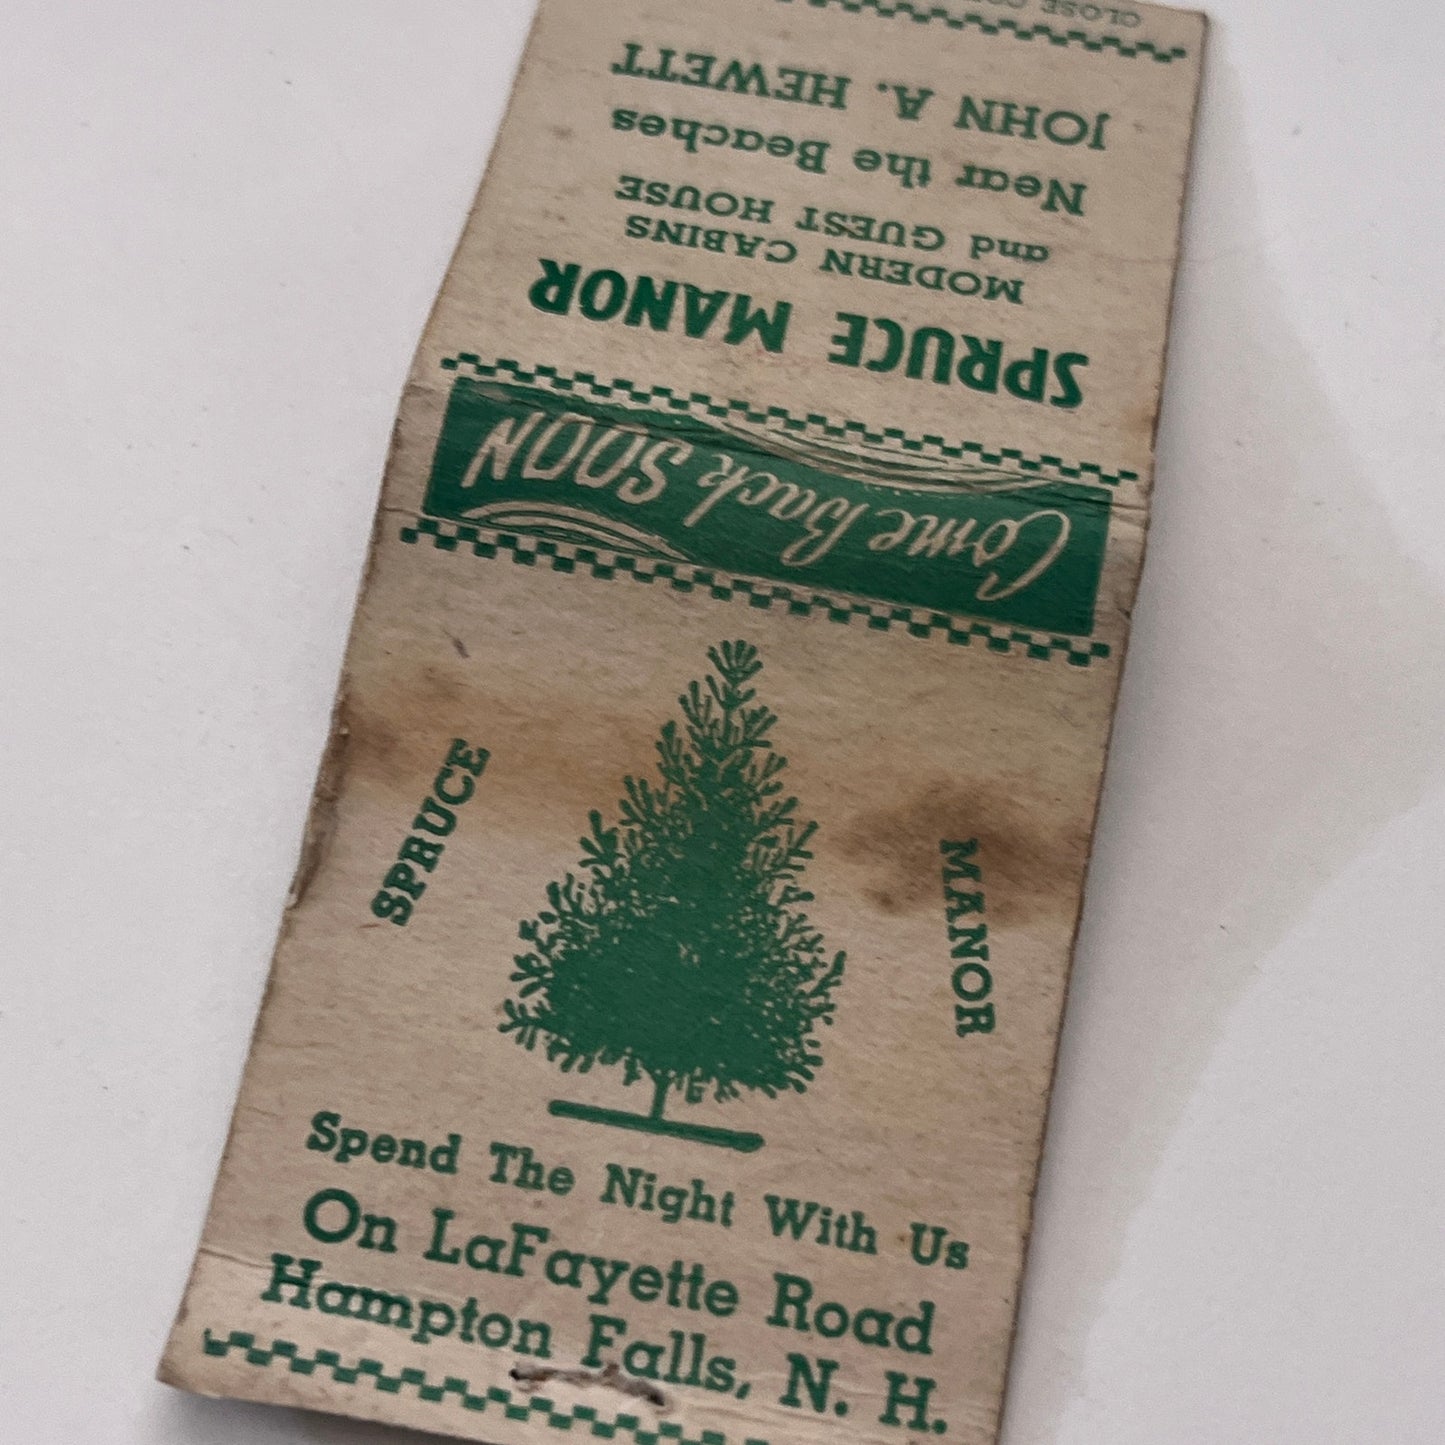 SPRUCE MANOR
Spend The Night With Us
On LaFayette Road
Hampton Falls, N. H.
Come Back SOON
SPRUCE MANOR
MODERN CABINS
and GUEST HOUSE
Near the Beaches
JOHN A. HEWETT
CLOSE